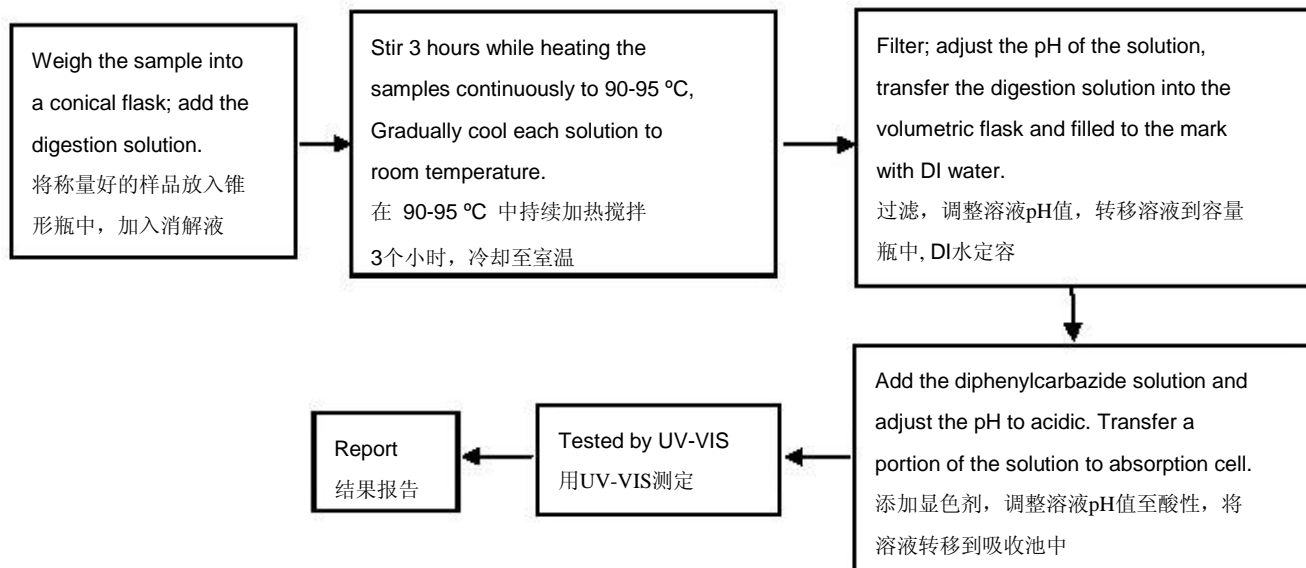 Weigh the sample into
a conical flask; add the
digestion solution.
将称量好的样品放入锥
形瓶中，加入消解液
Stir 3 hours while heating the
samples continuously to 90-95 ºC,
Gradually cool each solution to
room temperature.
在 90-95 ºC 中持续加热搅拌
3个小时，冷却至室温
Filter; adjust the pH of the solution,
transfer the digestion solution into the
volumetric flask and filled to the mark
with DI water.
过滤，调整溶液pH值，转移溶液到容量
瓶中, DI水定容
Add the diphenylcarbazide solution and
adjust the pH to acidic. Transfer a
portion of the solution to absorption cell.
添加显色剂，调整溶液pH值至酸性，将
溶液转移到吸收池中
Tested by UV-VIS
用UV-VIS测定
Report
结果报告